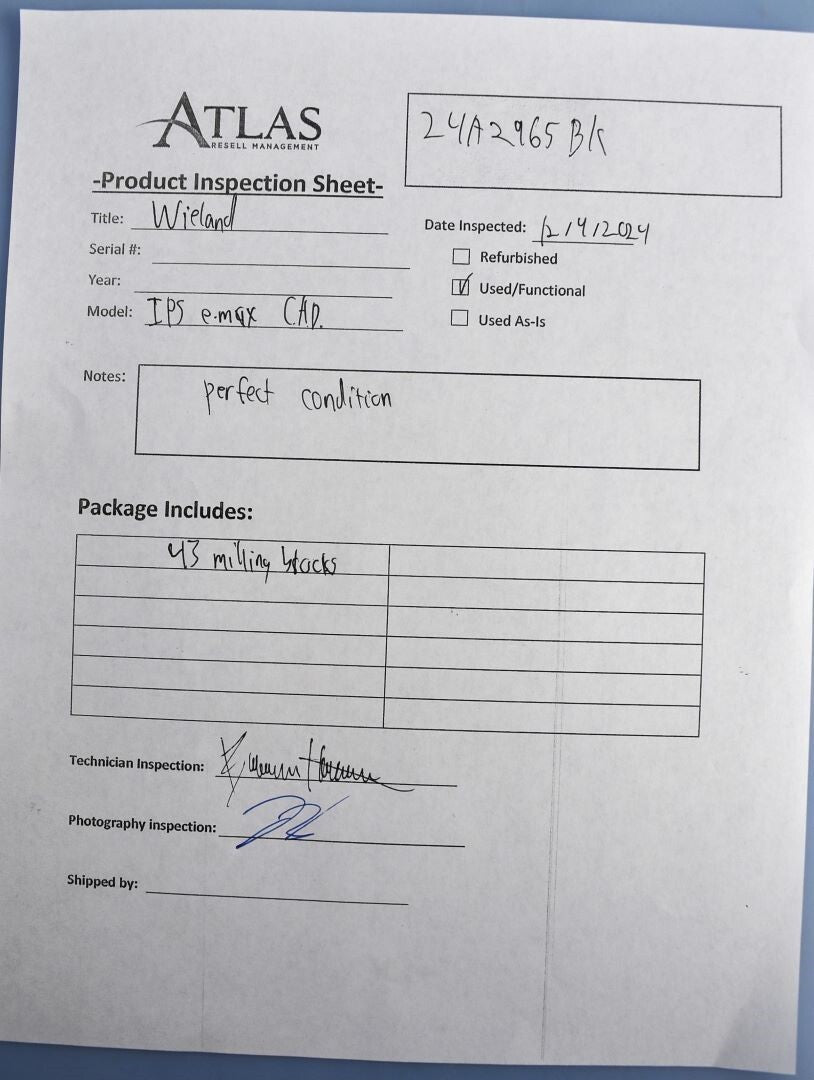 ATLAS
RESELL MANAGEMENT
24A2965 BK
-Product Inspection Sheet-
Title: Wieland
Date Inspected: 12/4/2024
Serial #:
Refurbished
Year:
Used/Functional
Model: IPS e.max CAD.
Used As-Is
Notes: perfect condition
Package Includes:
43 milling blocks
Technician Inspection:
Photography inspection:
Shipped by: